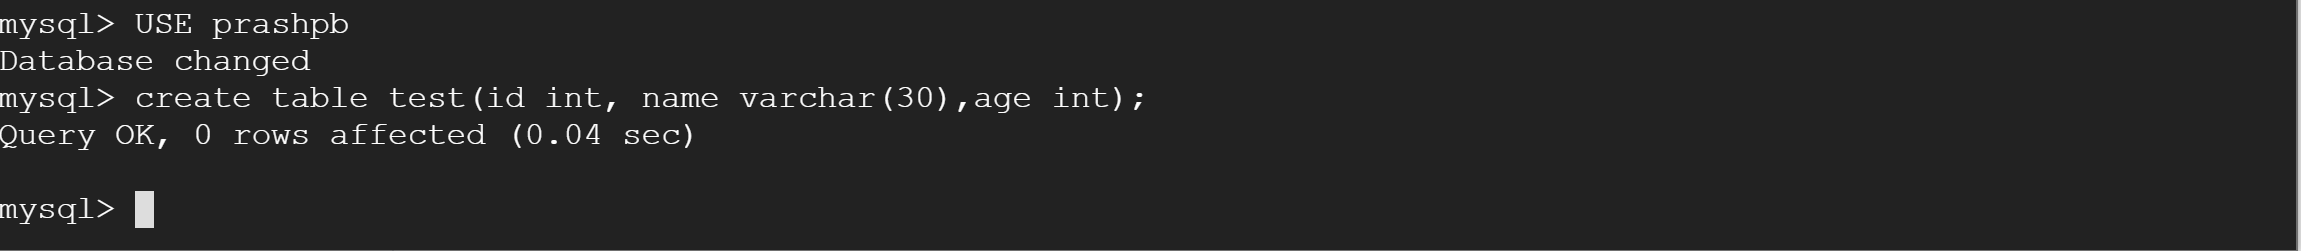 mysql> USE prashpb
Database changed
mysql> create table test(id int, name varchar(30),age int);
Query OK, 0 rows affected (0.04 sec)
mysql>